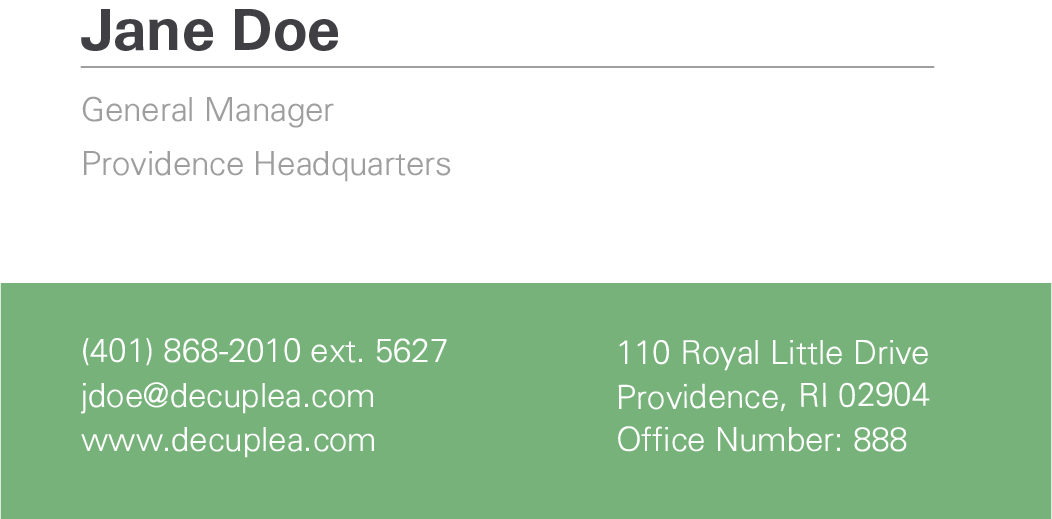 Jane Doe
General Manager
Providence Headquarters
(401) 868-2010 ext. 5627
jdoe@decuplea.com
www.decuplea.com
110 Royal Little Drive
Providence, RI 02904
Office Number: 888